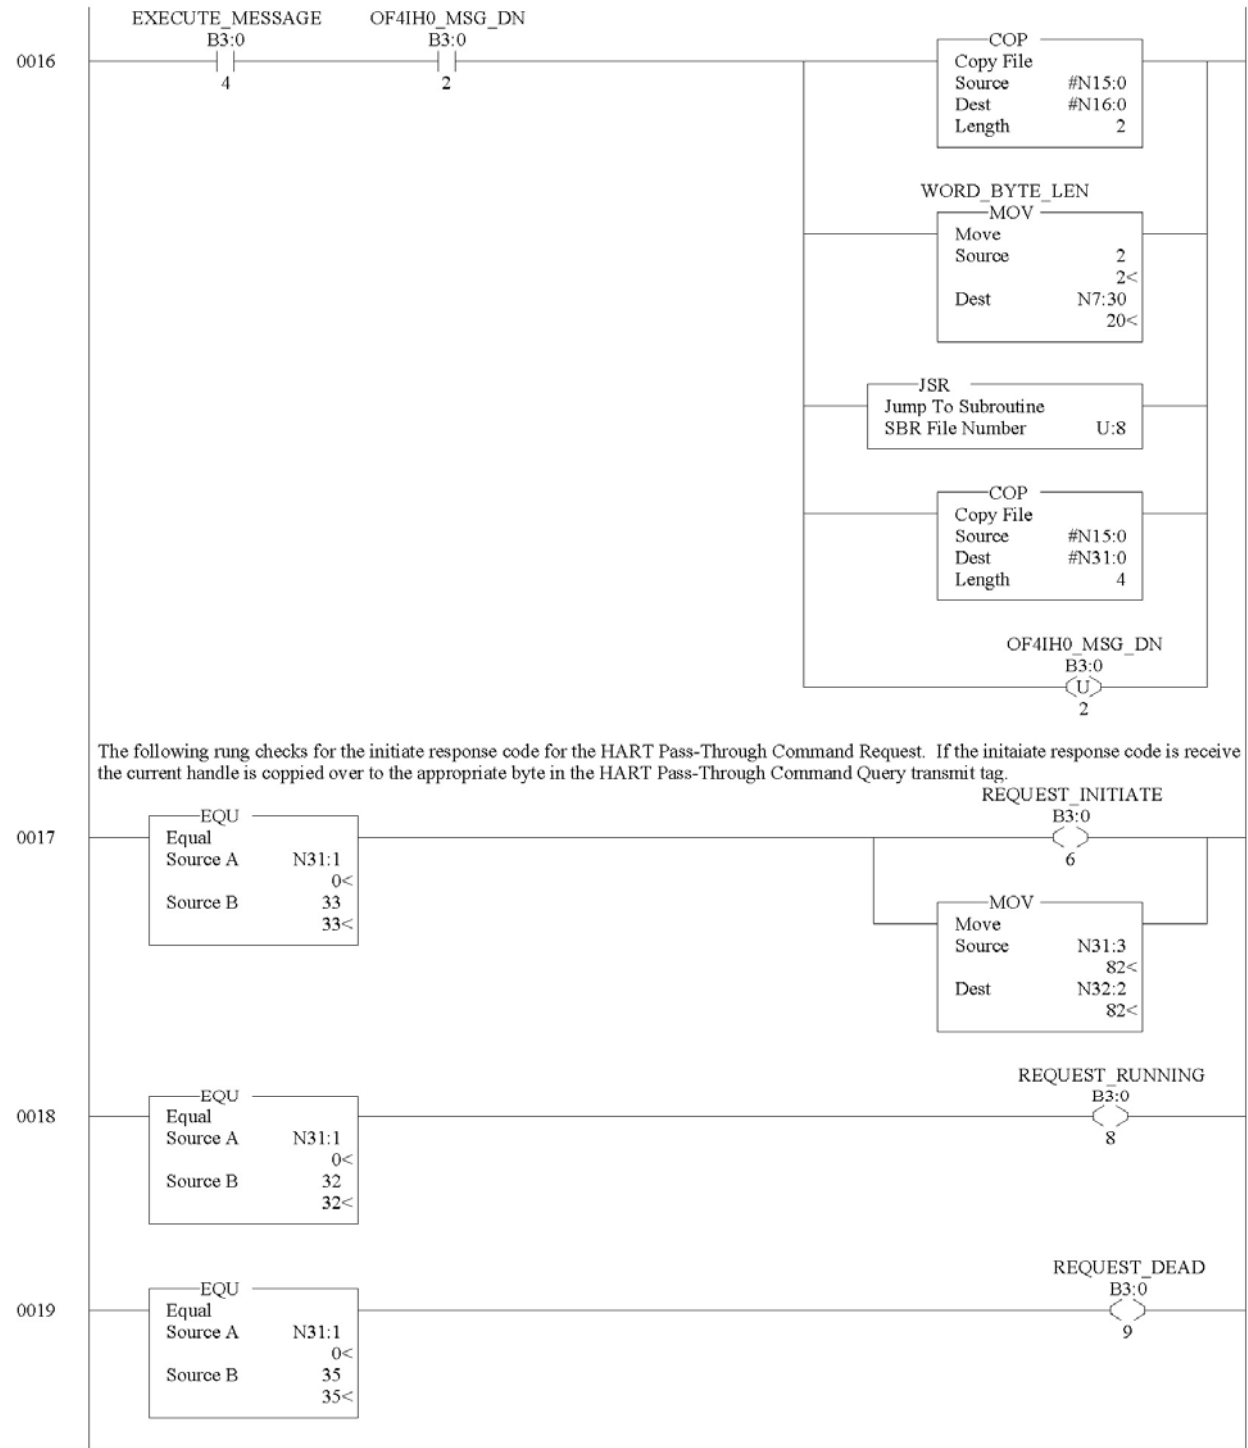 EXECUTE_MESSAGE OF4IH0_MSG_DN
B3:0 B3:0
COP
0016
Copy File
4 2
Source #N15:0
Dest #N16:0
Length 2
WORD_BYTE_LEN
MOV
Move
Source 2
2<
Dest N7:30
20<
JSR
Jump To Subroutine
SBR File Number U:8
COP
Copy File
Source #N15:0
Dest #N31:0
Length 4
OF4IH0_MSG_DN
B3:0
U
2
The following rung checks for the initiate response code for the HART Pass-Through Command Request. If the initaiate response code is receive
the current handle is coppied over to the appropriate byte in the HART Pass-Through Command Query transmit tag.
REQUEST_INITIATE
EQU B3:0
0017 Equal
Source A N31:1 6
0<
Source B 33
33<
MOV
Move
Source N31:3
82<
Dest N32:2
82<
REQUEST_RUNNING
EQU B3:0
0018 Equal
Source A N31:1 8
0<
Source B 32
32<
REQUEST_DEAD
EQU B3:0
0019 Equal
Source A N31:1 9
0<
Source B 35
35<